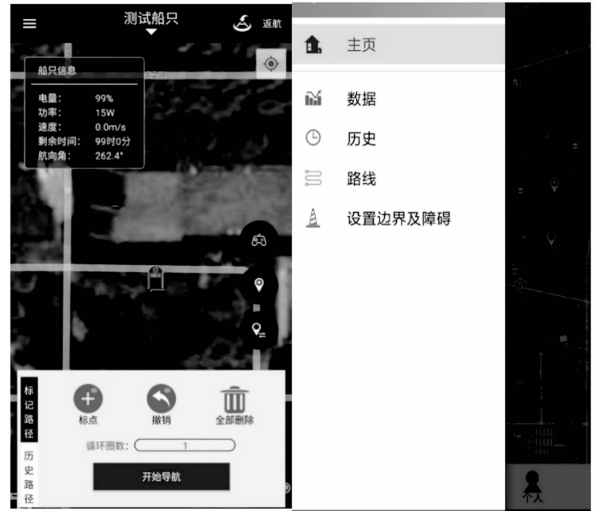 测试船只
返航
船只信息
电量： 99%
功率： 15W
速度： 0.0m/s
剩余时间： 99时0分
航向角： 262.4°
标记路径
历史路径
标点
撤销
全部删除
循环圈数： 1
开始导航
主页
数据
历史
路线
设置边界及障碍
个人